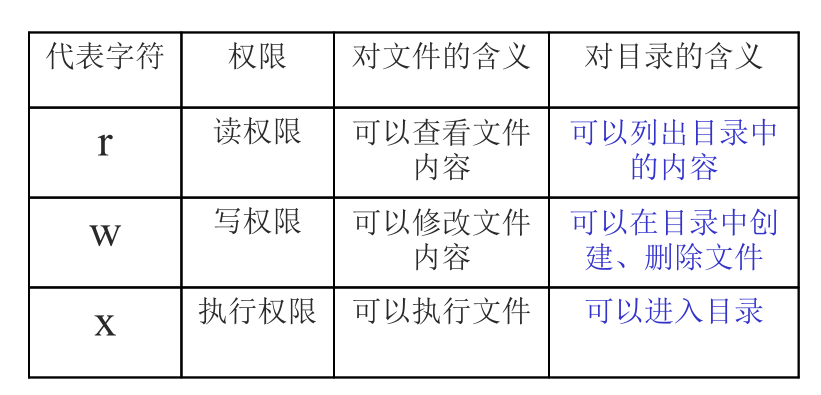 代表字符 权限 对文件的含义 对目录的含义
r 读权限 可以查看文件内容 可以列出目录中的内容
w 写权限 可以修改文件内容 可以在目录中创建、删除文件
x 执行权限 可以执行文件 可以进入目录